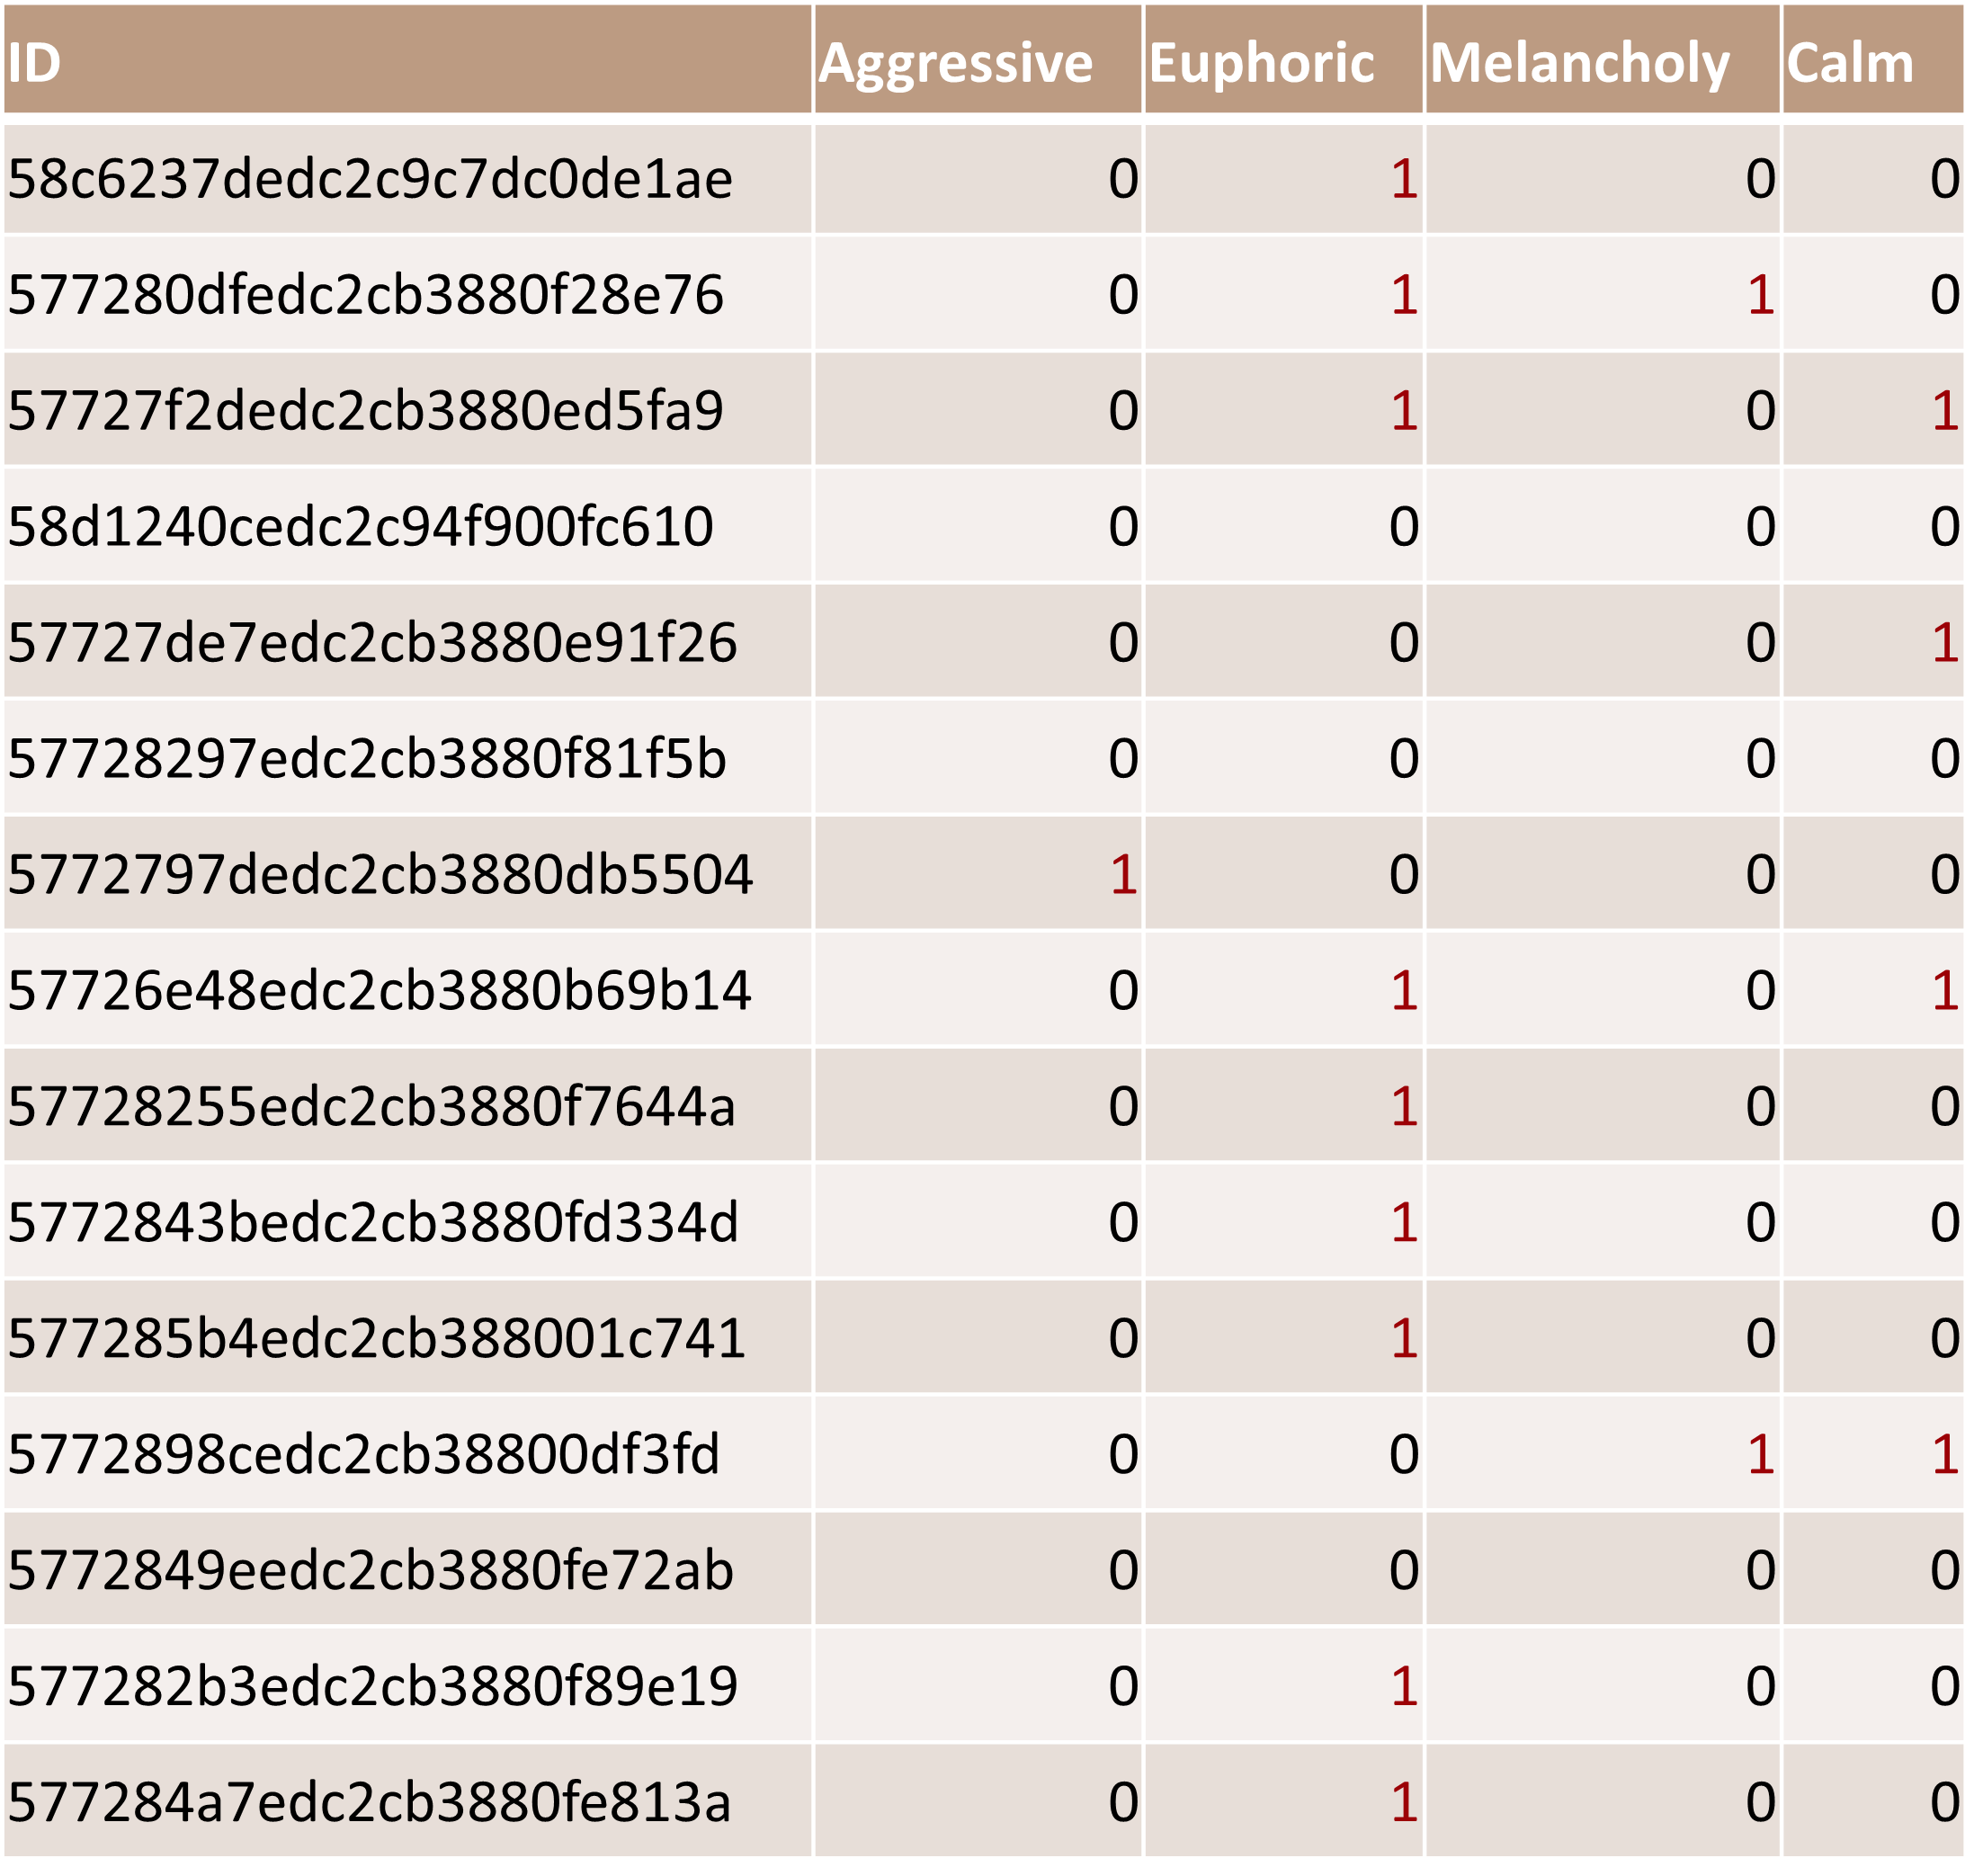 ID Aggressive Euphoric Melancholy Calm
58c6237dedc2c9c7dc0de1ae 0 1 0 0
577280dfedc2cb3880f28e76 0 1 1 0
57727f2dedc2cb3880ed5fa9 0 1 0 1
58d1240cedc2c94f900fc610 0 0 0 0
57727de7edc2cb3880e91f26 0 0 0 1
57728297edc2cb3880f81f5b 0 0 0 0
5772797dedc2cb3880db5504 1 0 0 0
57726e48edc2cb3880b69b14 0 1 0 1
57728255edc2cb3880f7644a 0 1 0 0
5772843bedc2cb3880fd334d 0 1 0 0
577285b4edc2cb388001c741 0 1 0 0
5772898cedc2cb38800df3fd 0 0 1 1
5772849eedc2cb3880fe72ab 0 0 0 0
577282b3edc2cb3880f89e19 0 1 0 0
577284a7edc2cb3880fe813a 0 1 0 0